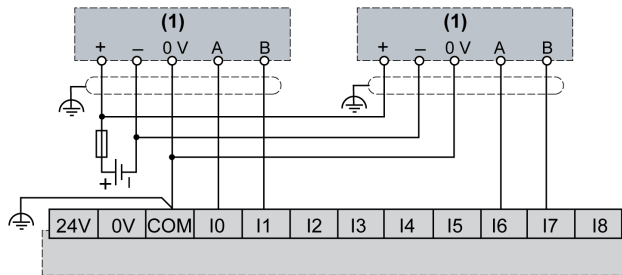 (1) (1)
+ – 0 V A B + – 0 V A B
+ I
24V 0V COM I0 I1 I2 I3 I4 I5 I6 I7 I8